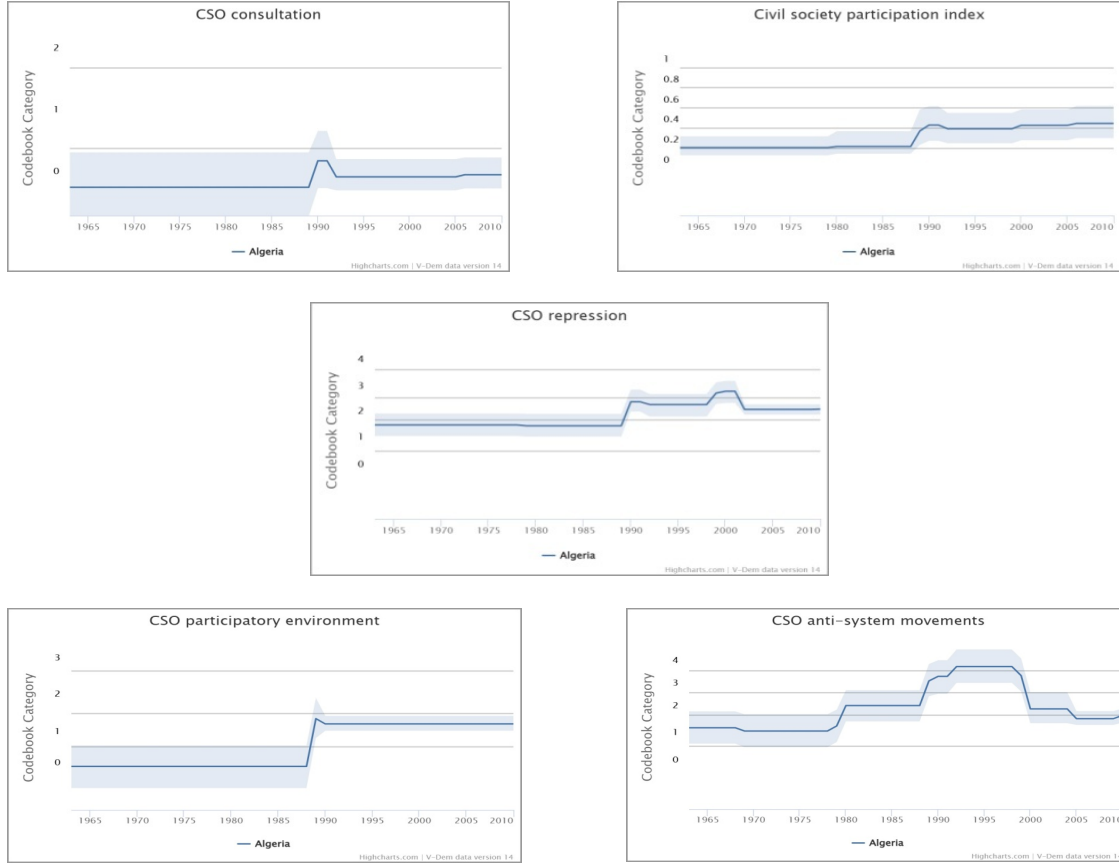 CSO consultation
Codebook Category
2
1
0
1965 1970 1975 1980 1985 1990 1995 2000 2005 2010
Algeria
Highcharts.com | V-Dem data version 14
Civil society participation index
Codebook Category
1
0.8
0.6
0.4
0.2
0
1965 1970 1975 1980 1985 1990 1995 2000 2005 2010
Algeria
Highcharts.com | V-Dem data version 14
CSO repression
Codebook Category
4
3
2
1
0
1965 1970 1975 1980 1985 1990 1995 2000 2005 2010
Algeria
Highcharts.com | V-Dem data version 14
CSO participatory environment
Codebook Category
3
2
1
0
1965 1970 1975 1980 1985 1990 1995 2000 2005 2010
Algeria
Highcharts.com | V-Dem data version 14
CSO anti-system movements
Codebook Category
4
3
2
1
0
1965 1970 1975 1980 1985 1990 1995 2000 2005 2010
Algeria
Highcharts.com | V-Dem data version 1